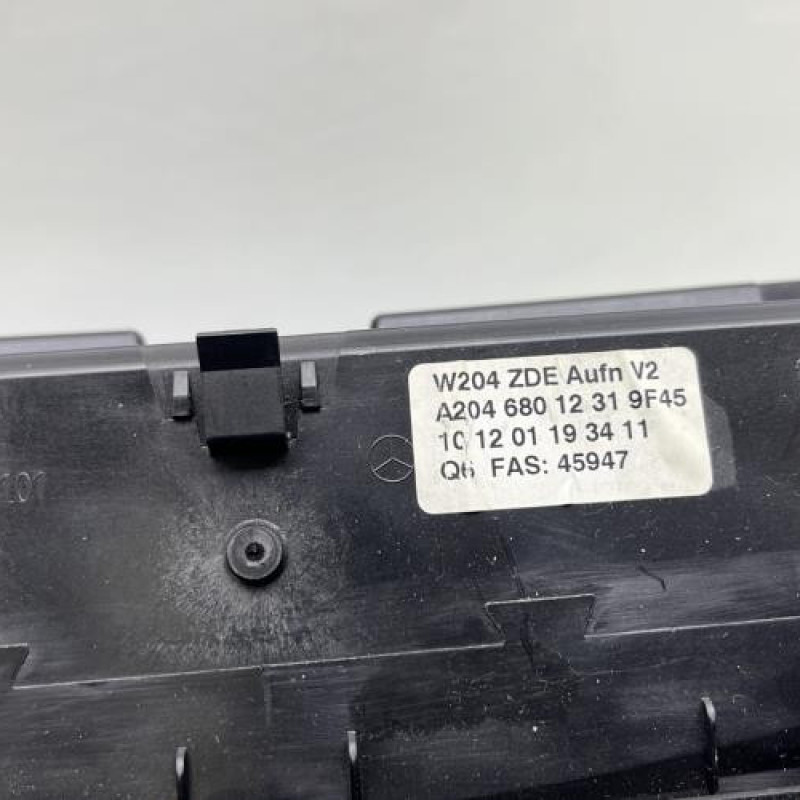 W204 ZDE Aufn V2
A204 680 12 31 9F45
10 12 01 19 34 11
Q6 FAS: 45947